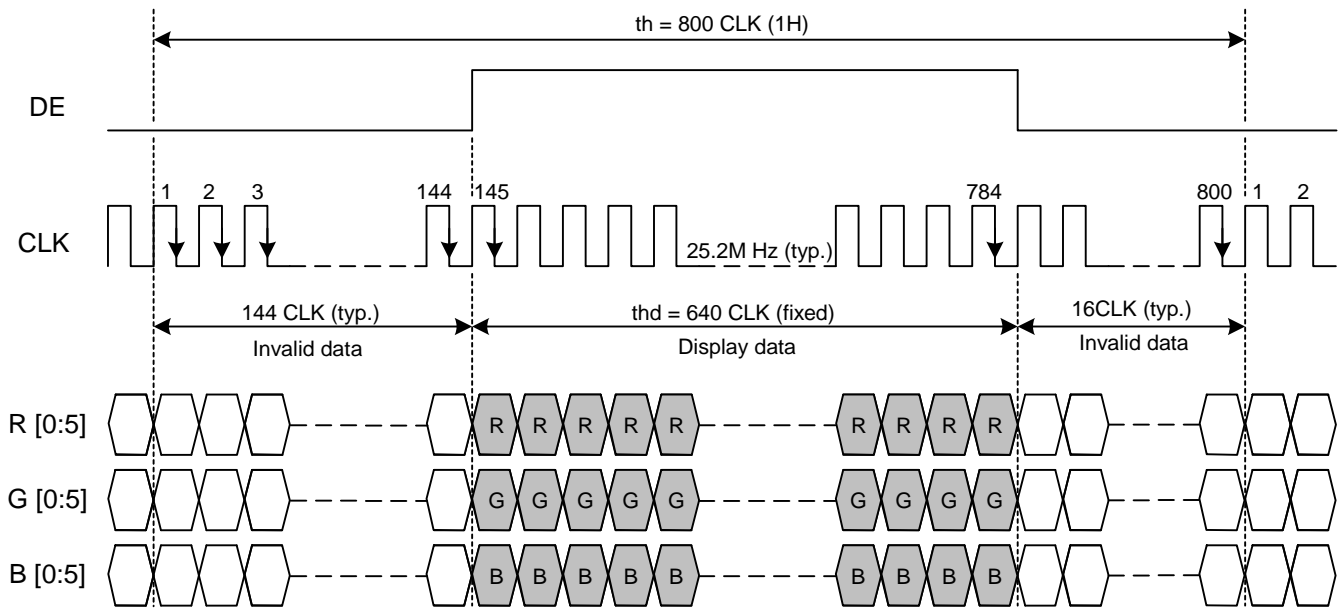 th = 800 CLK (1H)
DE
1 2 3 144 145 784 800 1 2
CLK
25.2M Hz (typ.)
144 CLK (typ.) thd = 640 CLK (fixed) 16CLK (typ.)
Invalid data Display data Invalid data
R [0:5] R R R R R R R R R
G [0:5] G G G G G G G G G
B [0:5] B B B B B B B B B